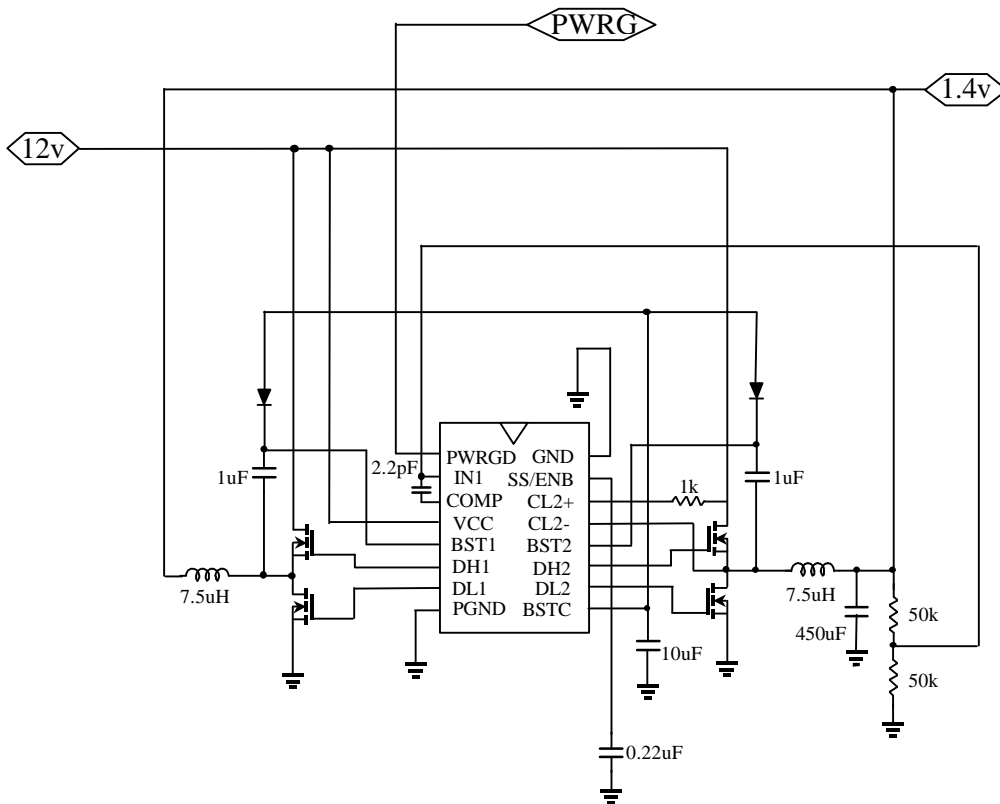 PWRG
1.4v
12v
PWRGD
IN1
COMP
VCC
BST1
DH1
DL1
PGND
GND
SS/ENB
CL2+
CL2-
BST2
DH2
DL2
BSTC
2.2pF
1uF
1k
1uF
7.5uH
7.5uH
450uF
50k
10uF
50k
0.22uF